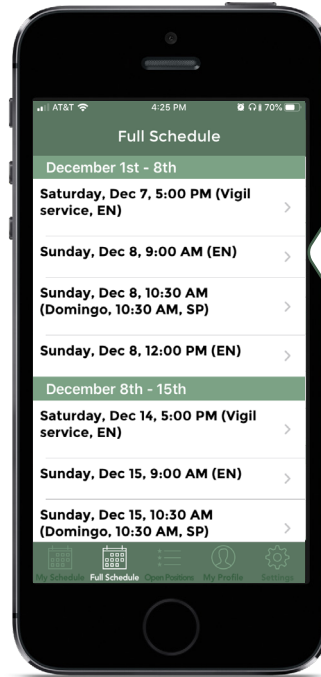 AT&T 4:25 PM 70%
Full Schedule
December 1st - 8th
Saturday, Dec 7, 5:00 PM (Vigil
service, EN)
Sunday, Dec 8, 9:00 AM (EN)
Sunday, Dec 8, 10:30 AM
(Domingo, 10:30 AM, SP)
Sunday, Dec 8, 12:00 PM (EN)
December 8th - 15th
Saturday, Dec 14, 5:00 PM (Vigil
service, EN)
Sunday, Dec 15, 9:00 AM (EN)
Sunday, Dec 15, 10:30 AM
(Domingo, 10:30 AM, SP)
My Schedule Full Schedule Open Positions My Profile Settings